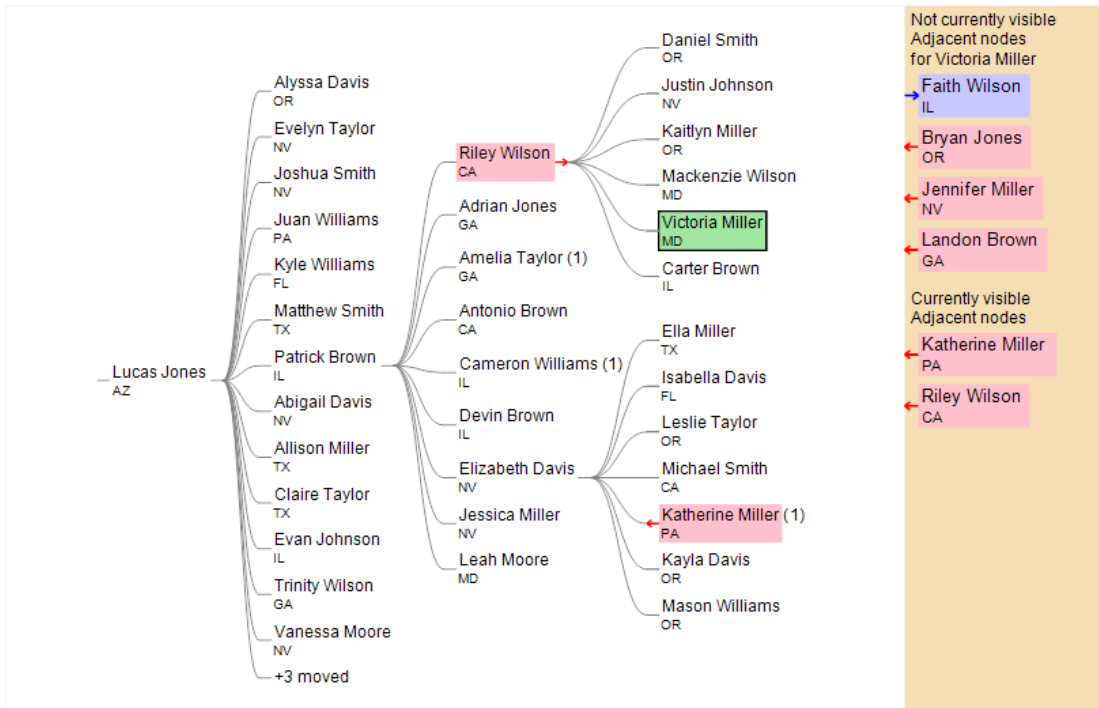 Lucas Jones
AZ
Alyssa Davis
OR
Evelyn Taylor
NV
Joshua Smith
NV
Juan Williams
PA
Kyle Williams
FL
Matthew Smith
TX
Patrick Brown
IL
Abigail Davis
NV
Allison Miller
TX
Claire Taylor
TX
Evan Johnson
IL
Trinity Wilson
GA
Vanessa Moore
NV
+3 moved
Riley Wilson
CA
Adrian Jones
GA
Amelia Taylor (1)
GA
Antonio Brown
CA
Cameron Williams (1)
IL
Devin Brown
IL
Elizabeth Davis
NV
Jessica Miller
NV
Leah Moore
MD
Daniel Smith
OR
Justin Johnson
NV
Kaitlyn Miller
OR
Mackenzie Wilson
MD
Victoria Miller
MD
Carter Brown
IL
Ella Miller
TX
Isabella Davis
FL
Leslie Taylor
OR
Michael Smith
CA
Katherine Miller (1)
PA
Kayla Davis
OR
Mason Williams
OR
Not currently visible
Adjacent nodes
for Victoria Miller
Faith Wilson
IL
Bryan Jones
OR
Jennifer Miller
NV
Landon Brown
GA
Currently visible
Adjacent nodes
Katherine Miller
PA
Riley Wilson
CA